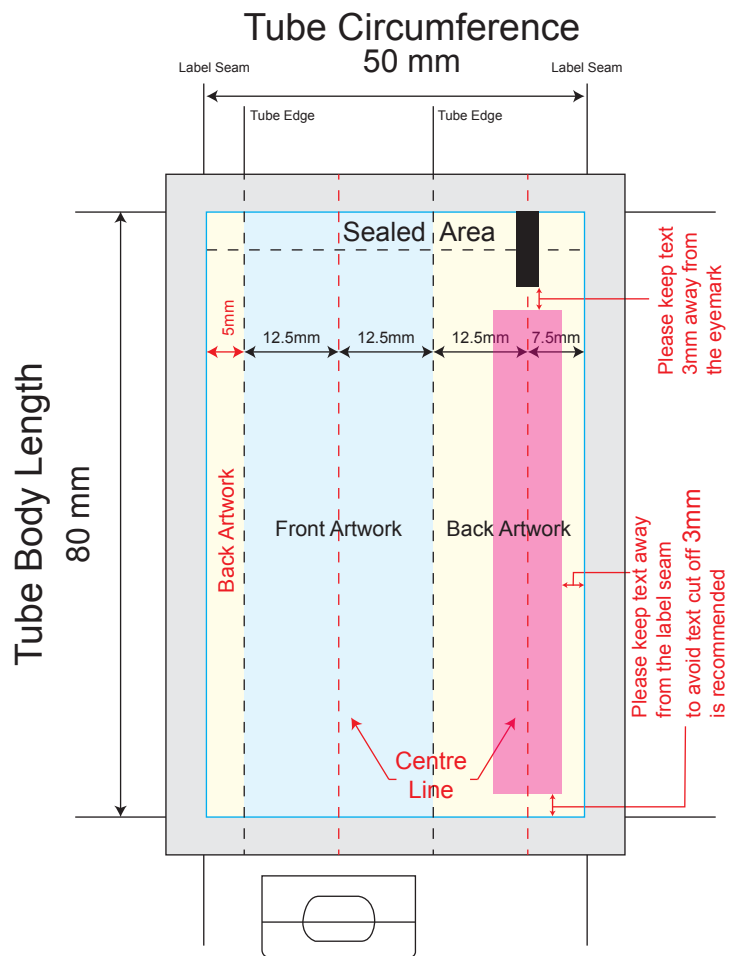 Tube Circumference
50 mm
Label Seam
Label Seam
Tube Edge
Tube Edge
Sealed Area
5mm
12.5mm
12.5mm
12.5mm
7.5mm
Please keep text
3mm away from
the eyemark
Tube Body Length
80 mm
Back Artwork
Front Artwork
Back Artwork
Please keep text away
from the label seam
to avoid text cut off 3mm
is recommended
Centre
Line